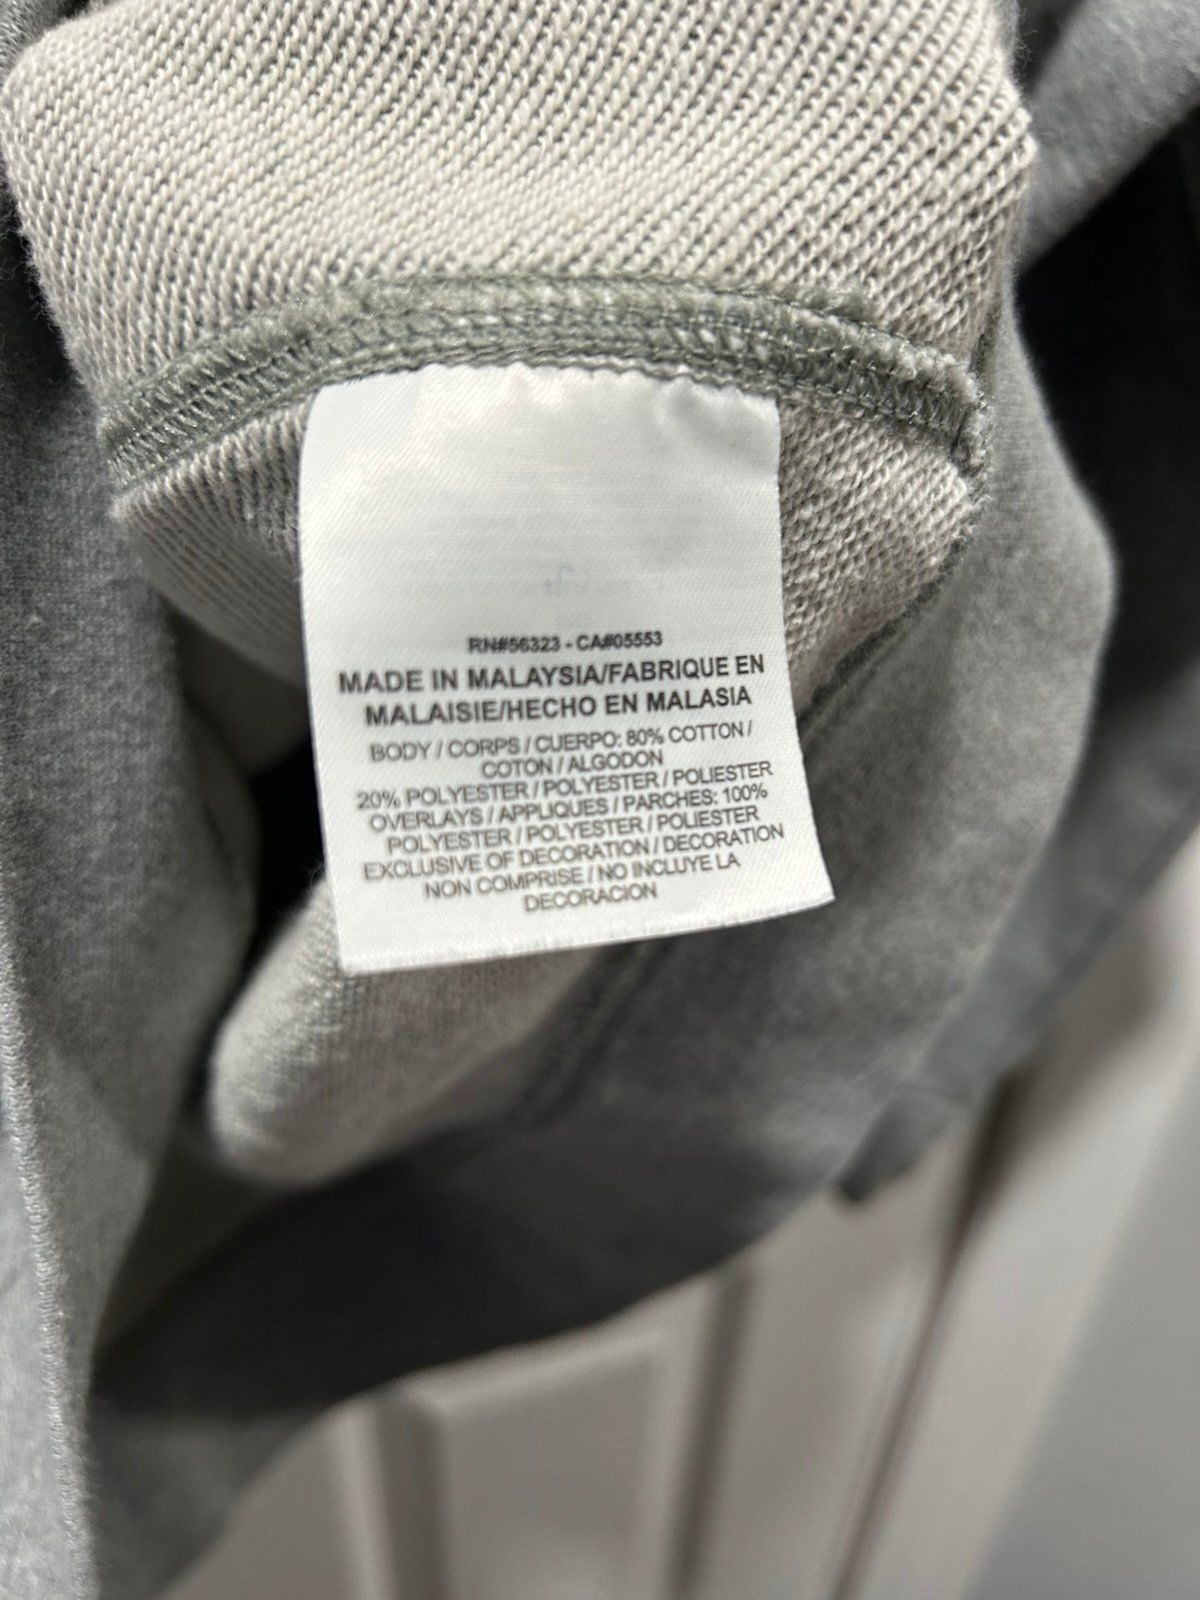 RN#56323 - CA#05553
MADE IN MALAYSIA/FABRIQUE EN
MALAISIE/HECHO EN MALASIA
BODY / CORPS / CUERPO: 80% COTTON /
COTON / ALGODON
20% POLYESTER / POLYESTER / POLIESTER
OVERLAYS / APPLIQUES / PARCHES: 100%
POLYESTER / POLYESTER / POLIESTER
EXCLUSIVE OF DECORATION / DECORATION
NON COMPRISE / NO INCLUYE LA
DECORACION